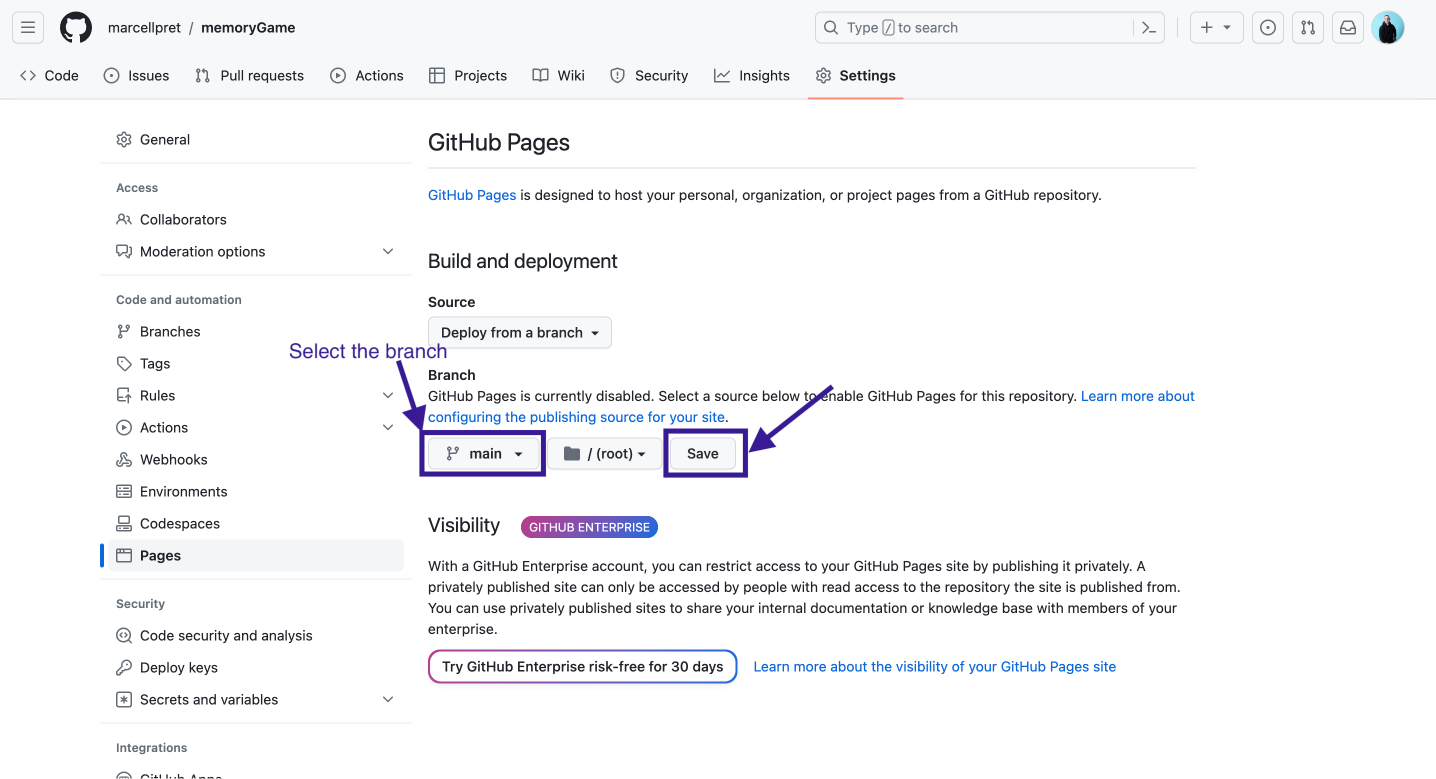 marcellpret / memoryGame
Type / to search
Code
Issues
Pull requests
Actions
Projects
Wiki
Security
Insights
Settings
General
Access
Collaborators
Moderation options
Code and automation
Branches
Tags
Rules
Actions
Webhooks
Environments
Codespaces
Pages
Security
Code security and analysis
Deploy keys
Secrets and variables
Integrations
GitHub Apps
GitHub Pages
GitHub Pages is designed to host your personal, organization, or project pages from a GitHub repository.
Build and deployment
Source
Deploy from a branch
Select the branch
Branch
GitHub Pages is currently disabled. Select a source below to enable GitHub Pages for this repository. Learn more about
configuring the publishing source for your site.
main
/ (root)
Save
Visibility
GITHUB ENTERPRISE
With a GitHub Enterprise account, you can restrict access to your GitHub Pages site by publishing it privately. A
privately published site can only be accessed by people with read access to the repository the site is published from.
You can use privately published sites to share your internal documentation or knowledge base with members of your
enterprise.
Try GitHub Enterprise risk-free for 30 days
Learn more about the visibility of your GitHub Pages site